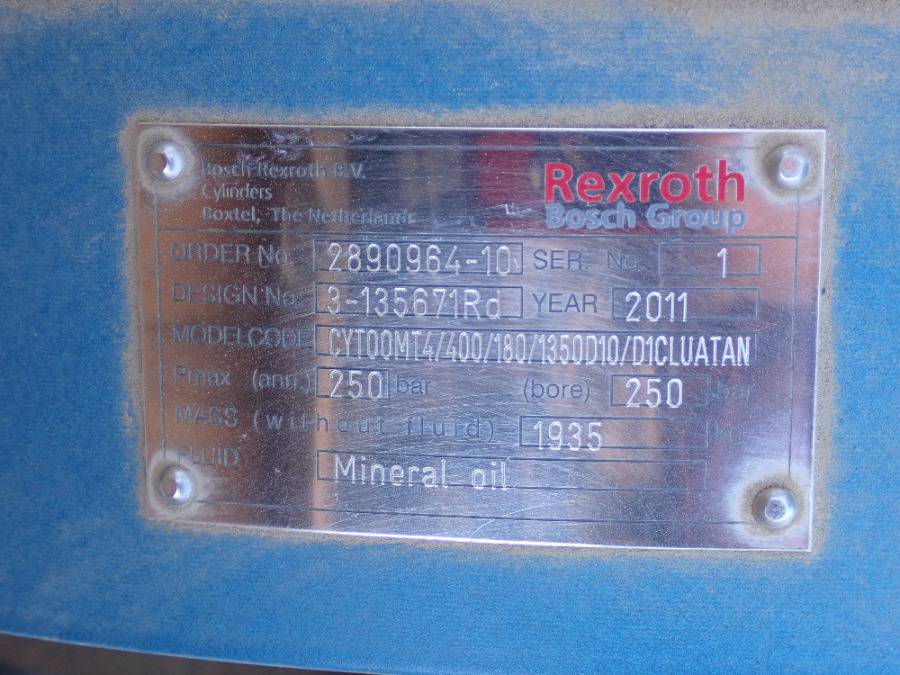 Bosch Rexroth B.V.
Cylinders
Boxtel, The Netherlands
Rexroth
Bosch Group
ORDER No. 2890964-10 SER. No. 1
DESIGN No. 3-135671Rd YEAR 2011
MODELCODE CYTOOMT4/400/180/1350D10/D1CLUATAN
Pmax (ann.) 250 bar (bore) 250 bar
MASS (without fluid) 1935 kg
FLUID Mineral oil